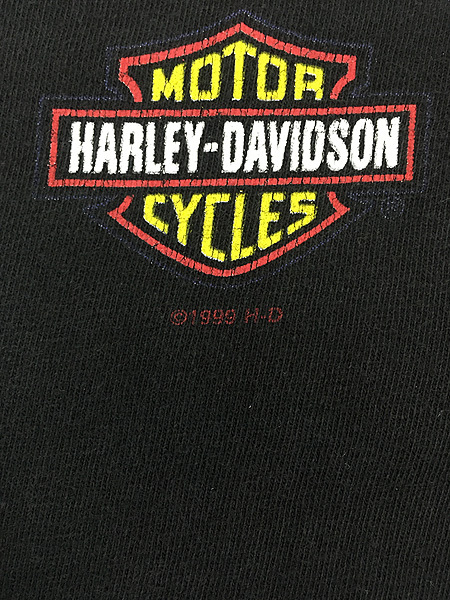 MOTOR
HARLEY-DAVIDSON
CYCLES
©1999 H-D